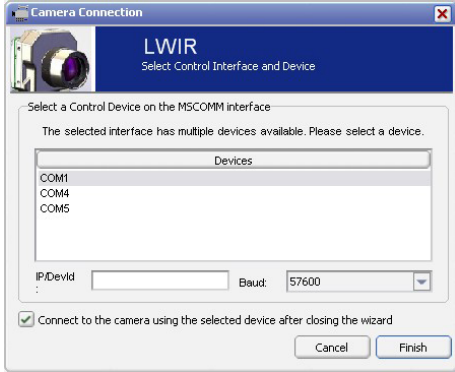 Camera Connection
LWIR
Select Control Interface and Device
Select a Control Device on the MSCOMM interface
The selected interface has multiple devices available. Please select a device.
Devices
COM1
COM4
COM5
IP/DevId
:
Baud: 57600
Connect to the camera using the selected device after closing the wizard
Cancel Finish